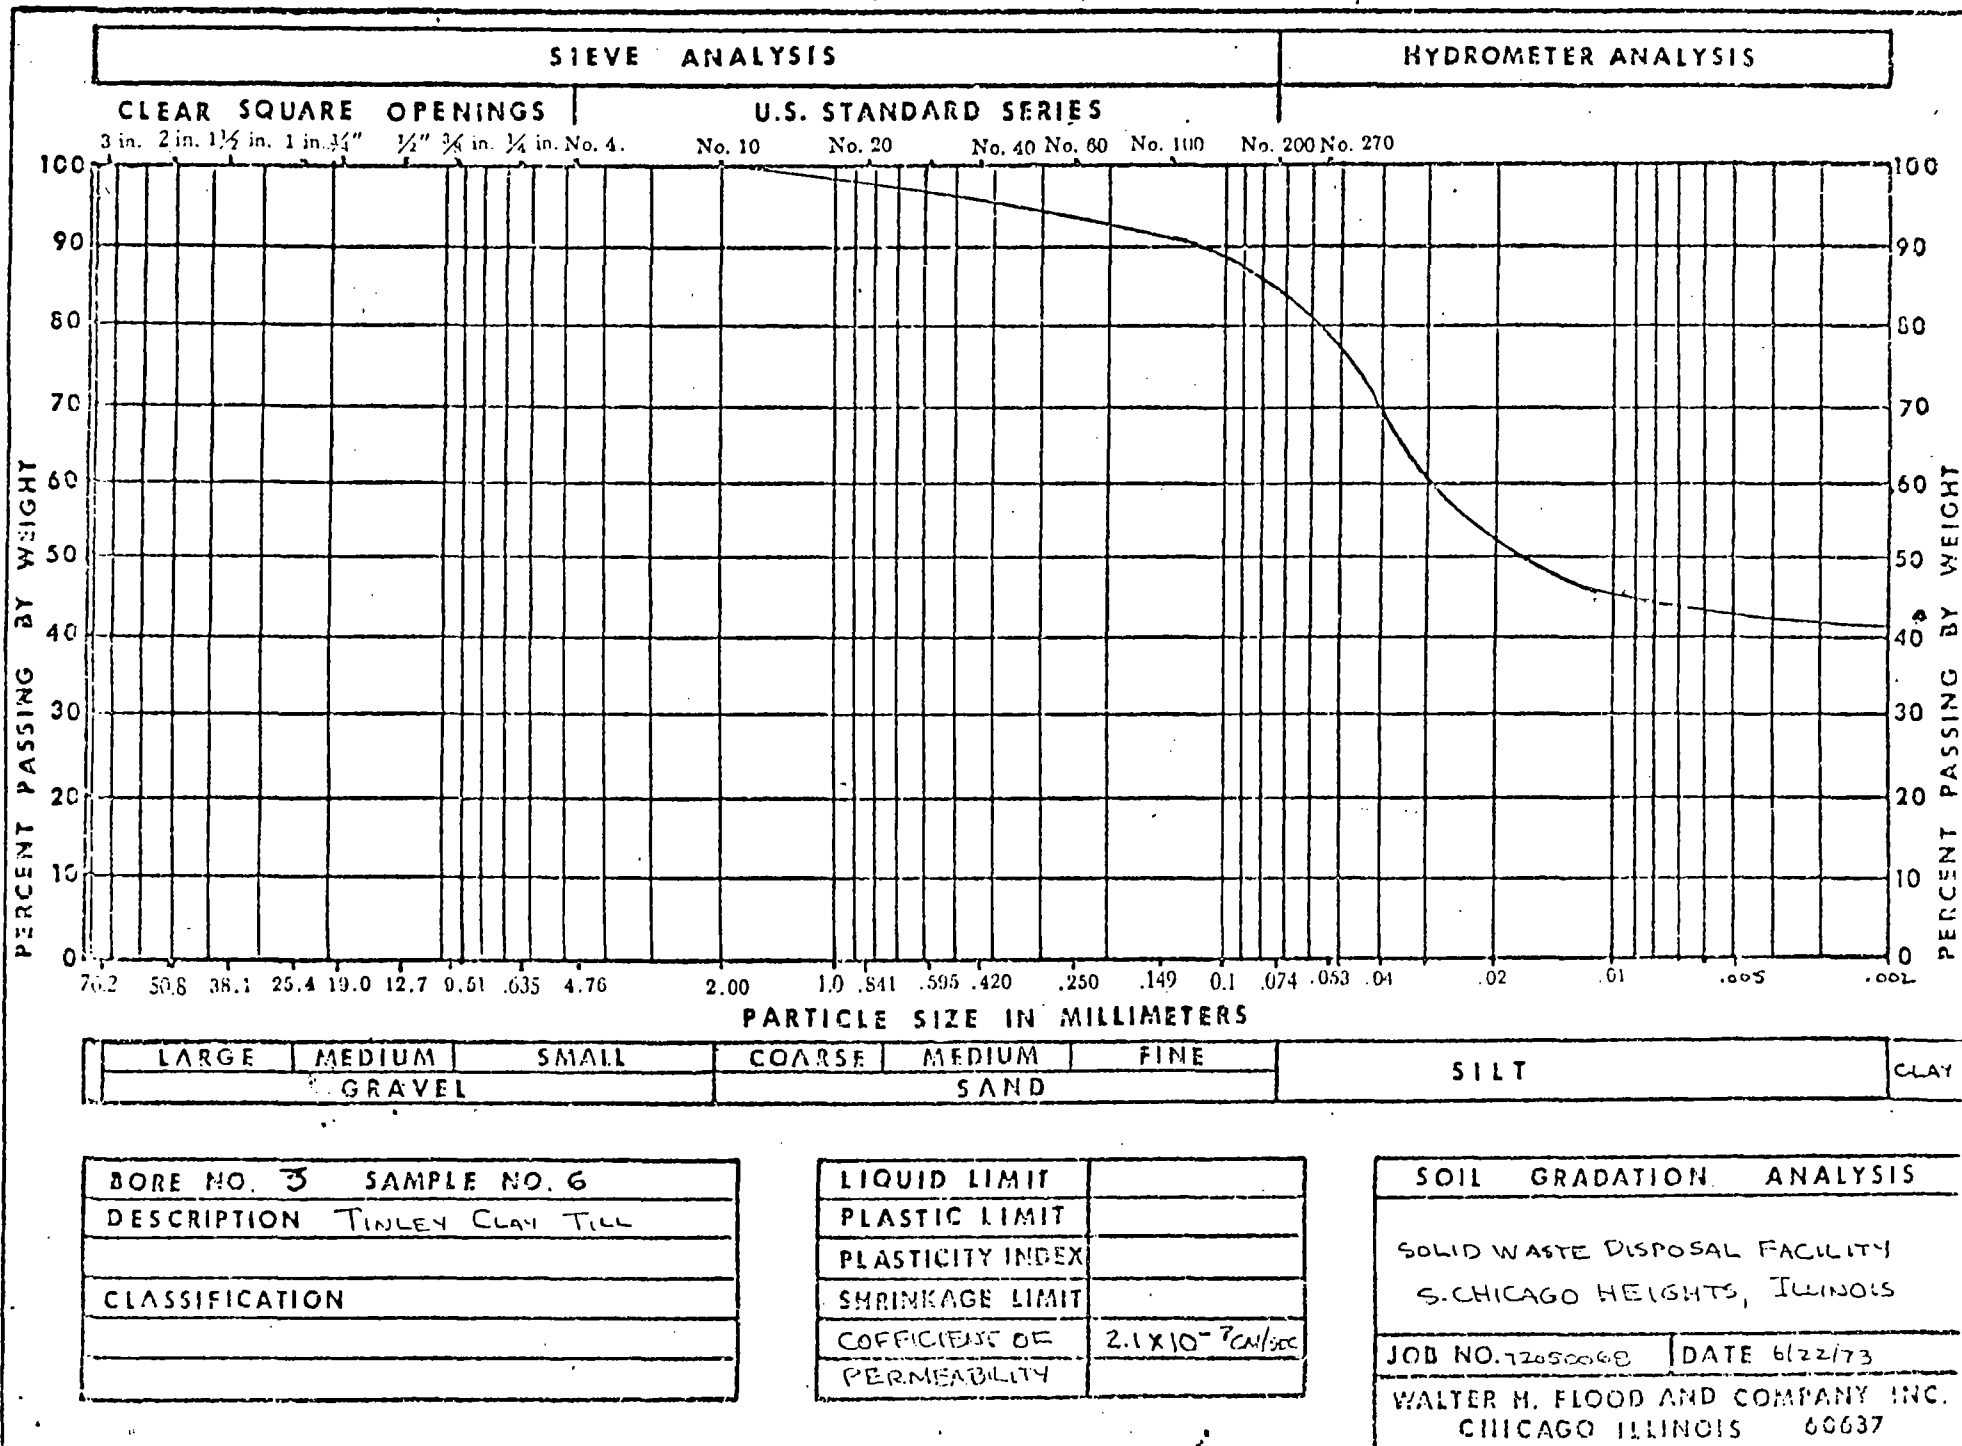 SIEVE ANALYSIS HYDROMETER ANALYSIS
CLEAR SQUARE OPENINGS U.S. STANDARD SERIES
3 in. 2 in. 1½ in. 1 in. ¾" ½" ⅜ in. ¼ in. No. 4. No. 10 No. 20 No. 40 No. 60 No. 100 No. 200 No. 270
100 100
90 90
80 80
70 70
60 60
50 50
40 40
30 30
20 20
10 10
0 0
PERCENT PASSING BY WEIGHT
PERCENT PASSING BY WEIGHT
76.2 50.8 38.1 25.4 19.0 12.7 9.51 .635 4.76 2.00 1.0 .841 .595 .420 .250 .149 0.1 .074 .053 .04 .02 .01 .005 .002
PARTICLE SIZE IN MILLIMETERS
LARGE MEDIUM SMALL COARSE MEDIUM FINE SILT CLAY
GRAVEL SAND
BORE NO. 3 SAMPLE NO. 6
DESCRIPTION TINLEY CLAY TILL
CLASSIFICATION
LIQUID LIMIT
PLASTIC LIMIT
PLASTICITY INDEX
SHRINKAGE LIMIT
COFFICIENT OF 2.1 X 10-7 CM/SEC
PERMEABILITY
SOIL GRADATION ANALYSIS
SOLID WASTE DISPOSAL FACILITY
S. CHICAGO HEIGHTS, ILLINOIS
JOB NO. DATE 6/22/73
WALTER H. FLOOD AND COMPANY INC.
CHICAGO ILLINOIS 60637